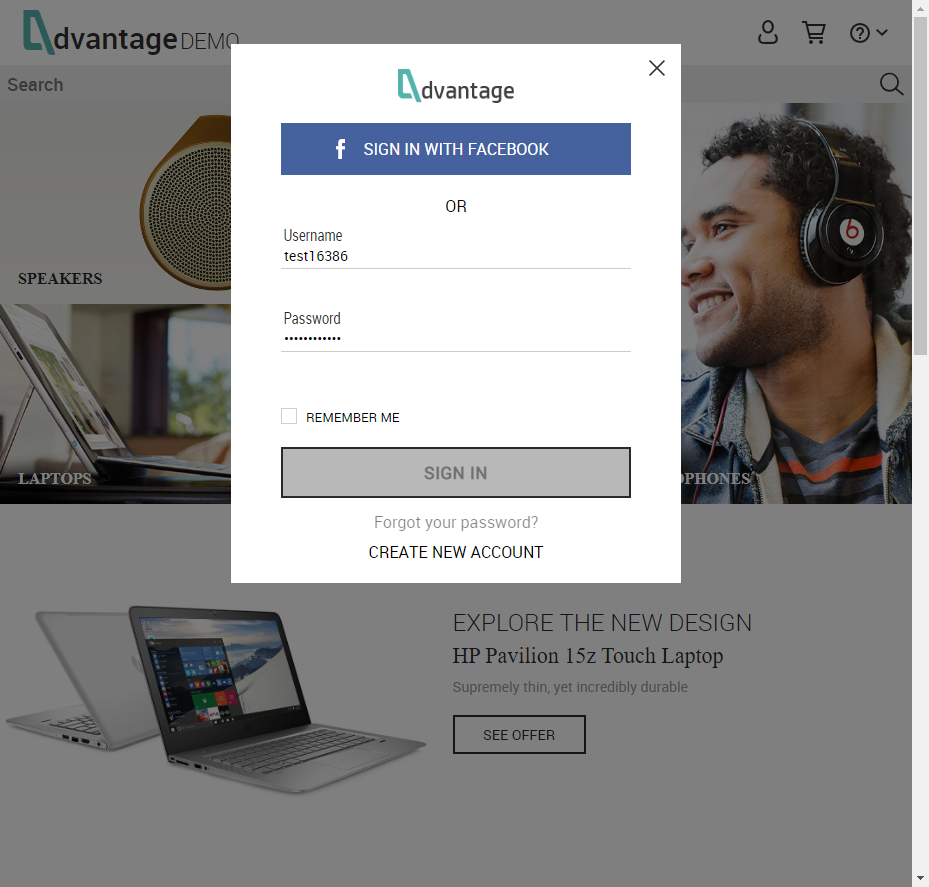 dvantage DEMO
Search
dvantage
SIGN IN WITH FACEBOOK
OR
Username
test16386
Password
••••••••••••
REMEMBER ME
SIGN IN
Forgot your password?
CREATE NEW ACCOUNT
SPEAKERS
LAPTOPS
PHONES
EXPLORE THE NEW DESIGN
HP Pavilion 15z Touch Laptop
Supremely thin, yet incredibly durable
SEE OFFER